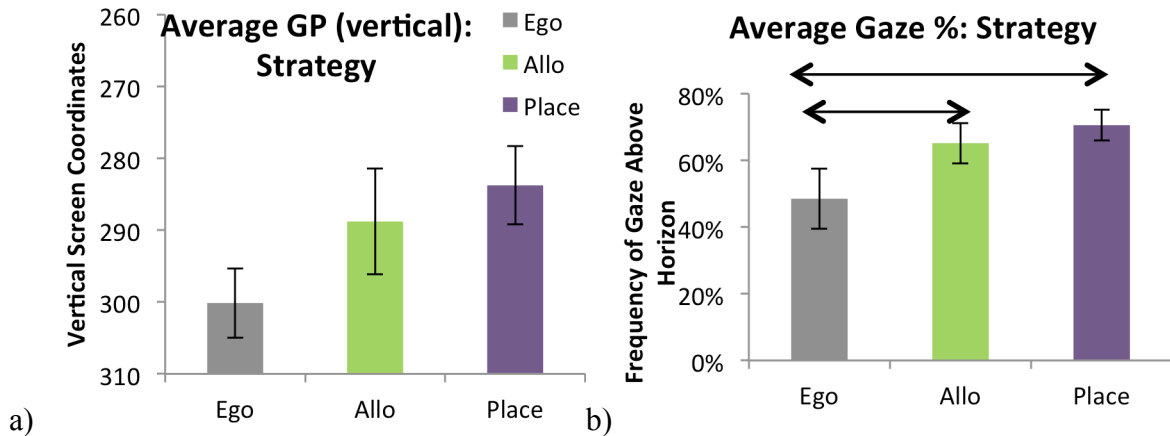 Average GP (vertical):
Strategy
Ego
Allo
Place
Vertical Screen Coordinates
260
270
280
290
300
310
Ego Allo Place
a)
Average Gaze %: Strategy
Frequency of Gaze Above
Horizon
80%
60%
40%
20%
0%
Ego Allo Place
b)